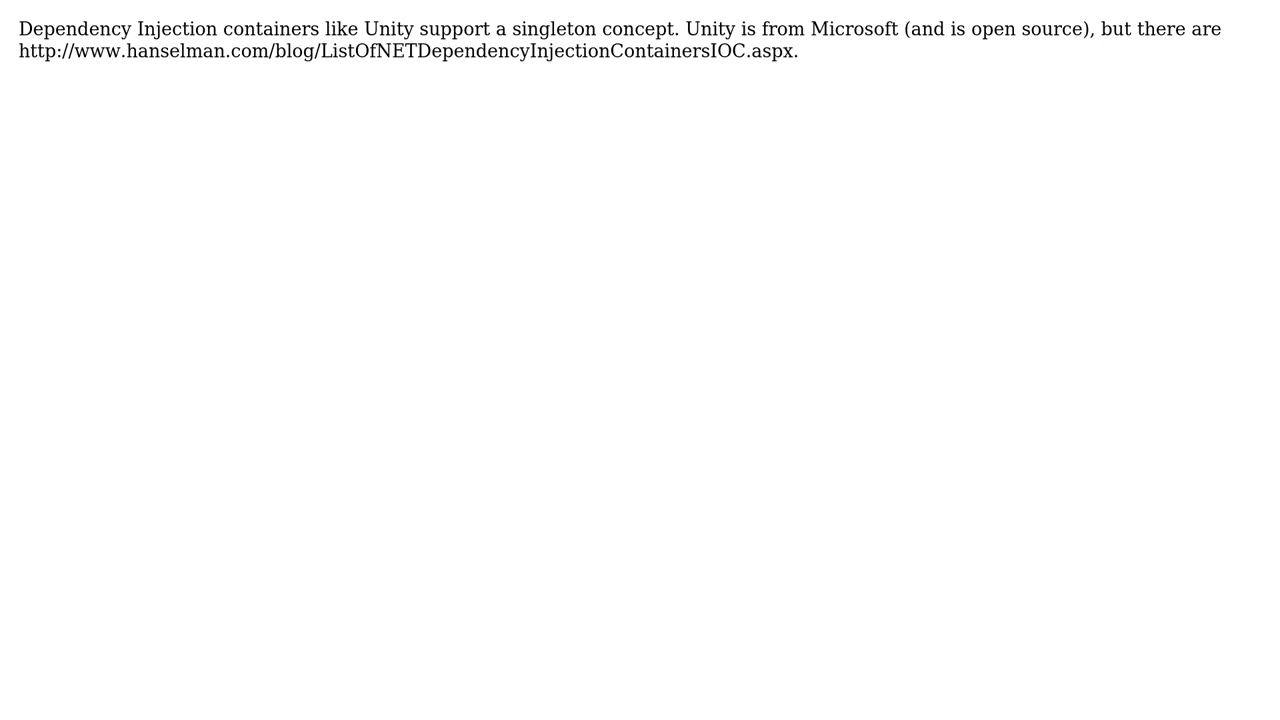 Dependency Injection containers like Unity support a singleton concept. Unity is from Microsoft (and is open source), but there are
http://www.hanselman.com/blog/ListOfNETDependencyInjectionContainersIOC.aspx.